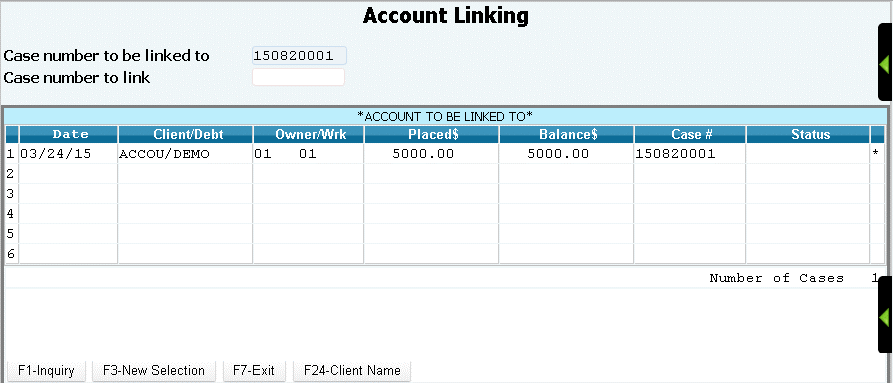 Account Linking
Case number to be linked to 150820001
Case number to link
*ACCOUNT TO BE LINKED TO*
Date Client/Debt Owner/Wrk Placed$ Balance$ Case # Status
1 03/24/15 ACCOU/DEMO 01 01 5000.00 5000.00 150820001 *
2
3
4
5
6
Number of Cases 1
F1-Inquiry F3-New Selection F7-Exit F24-Client Name